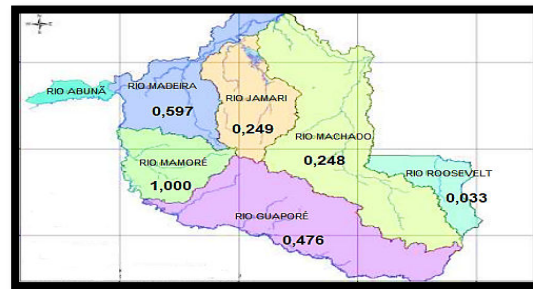 RIO ABUNÃ
RIO MADEIRA
0,597
RIO JAMARI
0,249
RIO MACHADO
0,248
RIO MAMORÉ
1,000
RIO ROOSEVELT
0,033
RIO GUAPORÉ
0,476